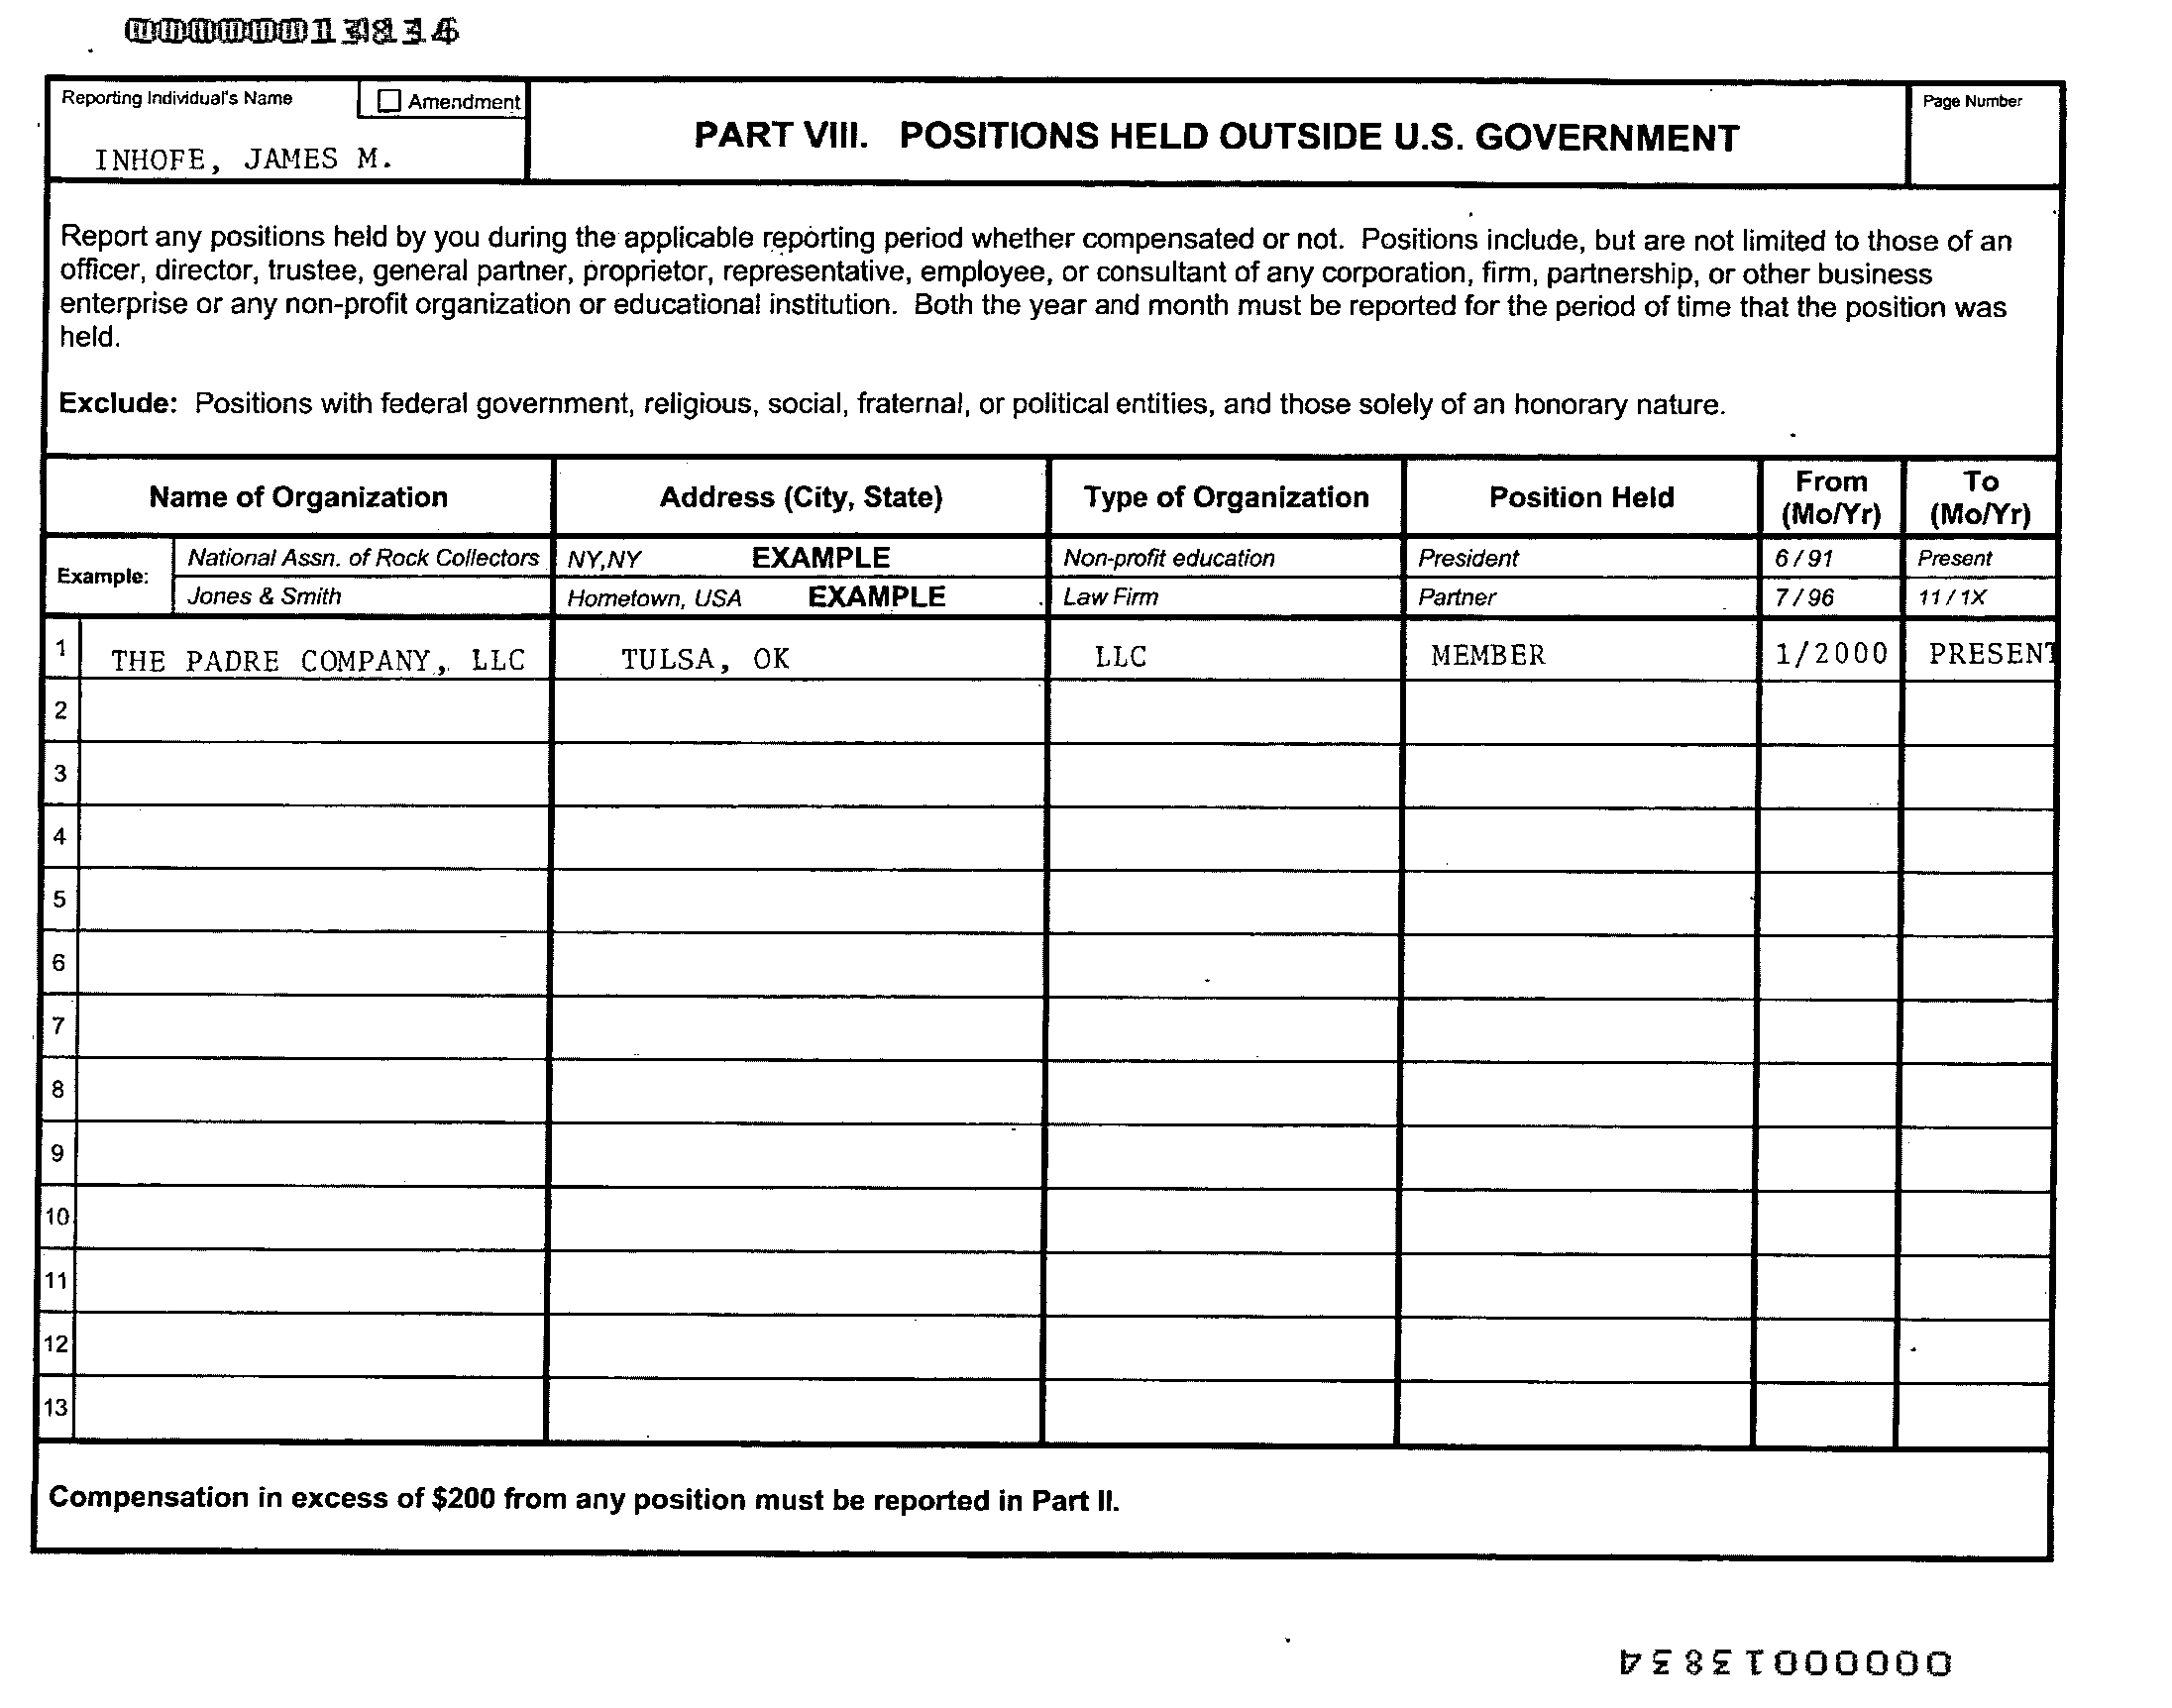 000000013834
Reporting Individual's Name
Amendment
INHOFE, JAMES M.
PART VIII. POSITIONS HELD OUTSIDE U.S. GOVERNMENT
Page Number
Report any positions held by you during the applicable reporting period whether compensated or not. Positions include, but are not limited to those of an
officer, director, trustee, general partner, proprietor, representative, employee, or consultant of any corporation, firm, partnership, or other business
enterprise or any non-profit organization or educational institution. Both the year and month must be reported for the period of time that the position was
held.
Exclude: Positions with federal government, religious, social, fraternal, or political entities, and those solely of an honorary nature.
Name of Organization Address (City, State) Type of Organization Position Held From (Mo/Yr) To (Mo/Yr)
Example: National Assn. of Rock Collectors NY,NY EXAMPLE Non-profit education President 6 / 91 Present
Jones & Smith Hometown, USA EXAMPLE Law Firm Partner 7 / 96 11 / 1X
1 THE PADRE COMPANY, LLC TULSA, OK LLC MEMBER 1/2000 PRESENT
2
3
4
5
6
7
8
9
10
11
12
13
Compensation in excess of $200 from any position must be reported in Part II.
000000013834